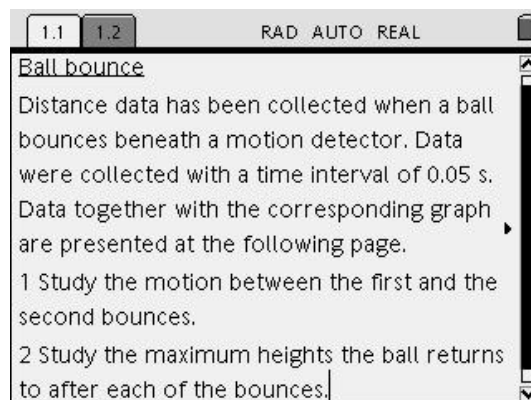 1.1 1.2 RAD AUTO REAL
Ball bounce
Distance data has been collected when a ball
bounces beneath a motion detector. Data
were collected with a time interval of 0.05 s.
Data together with the corresponding graph
are presented at the following page.
1 Study the motion between the first and the
second bounces.
2 Study the maximum heights the ball returns
to after each of the bounces.